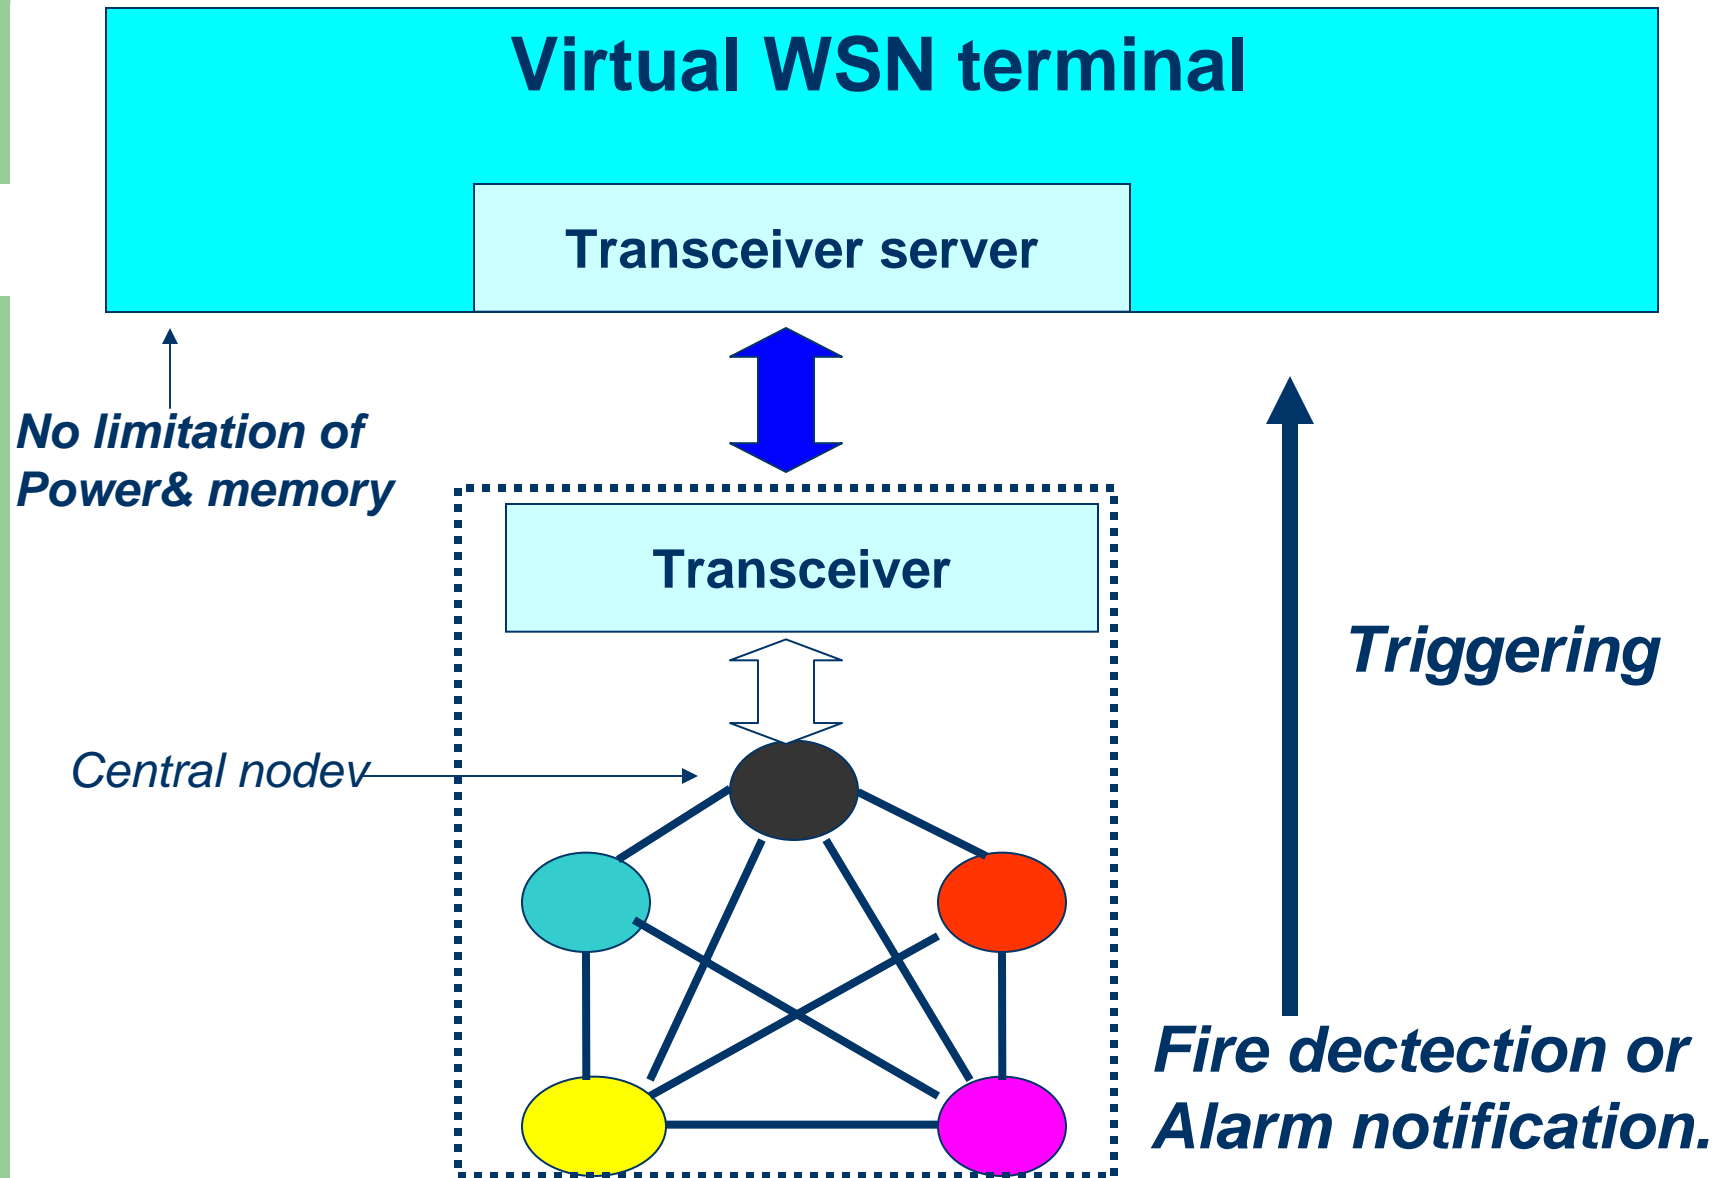 Virtual WSN terminal
Transceiver server
No limitation of
Power& memory
Transceiver
Triggering
Central nodev
Fire dectection or
Alarm notification.